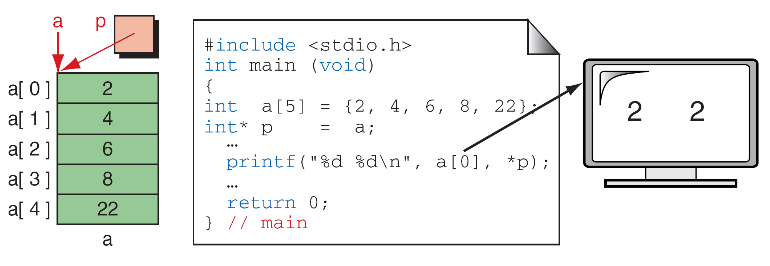 a p
a[ 0 ] 2
a[ 1 ] 4
a[ 2 ] 6
a[ 3 ] 8
a[ 4 ] 22
a
#include <stdio.h>
int main (void)
{
int  a[5] = {2, 4, 6, 8, 22};
int* p    =  a;
  …
  printf("%d %d\n", a[0], *p);
  …
  return 0;
} // main
2 2